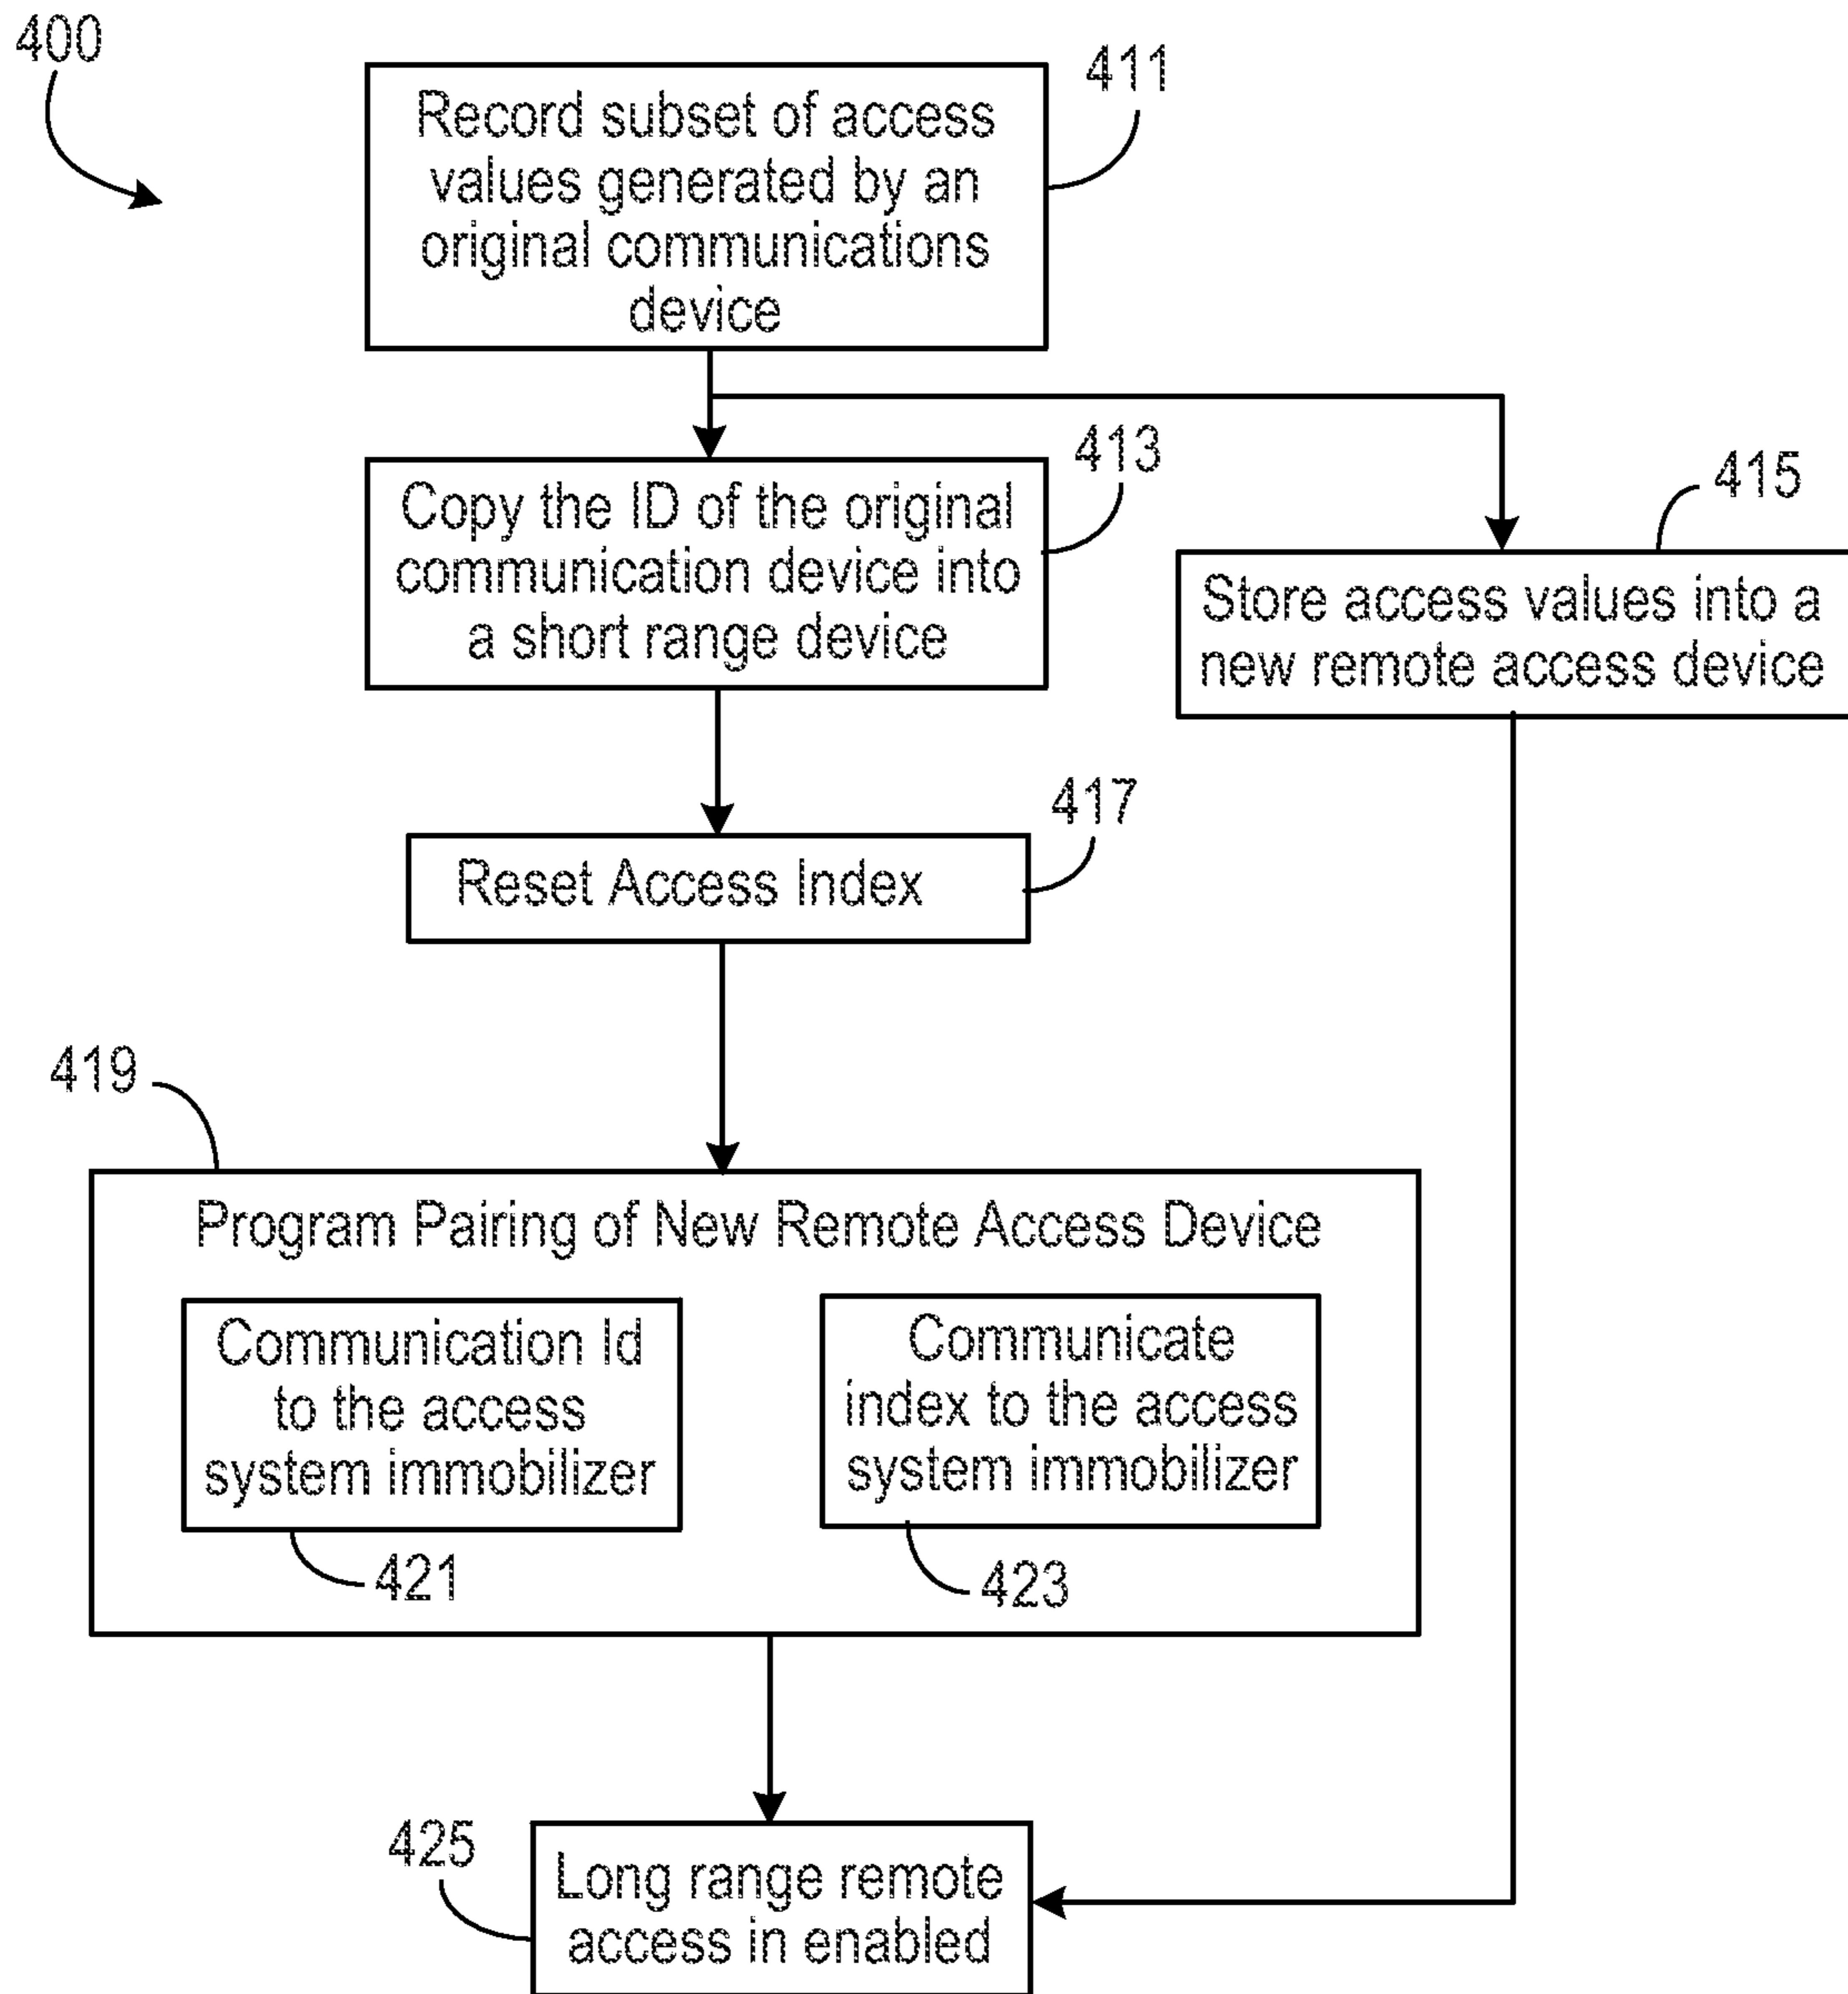 400
411
Record subset of access
values generated by an
original communications
device
413
Copy the ID of the original
communication device into
a short range device
415
Store access values into a
new remote access device
417
Reset Access Index
419
Program Pairing of New Remote Access Device
Communication Id
to the access
system immobilizer
421
Communicate
index to the access
system immobilizer
423
425
Long range remote
access in enabled